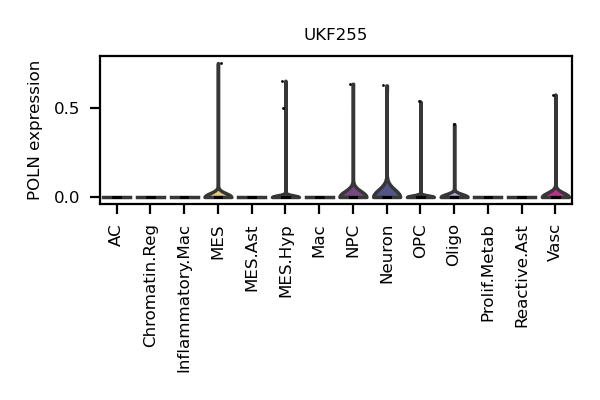 UKF255
POLN expression
0.5
0.0
AC
Chromatin.Reg
Inflammatory.Mac
MES
MES.Ast
MES.Hyp
Mac
NPC
Neuron
OPC
Oligo
Prolif.Metab
Reactive.Ast
Vasc